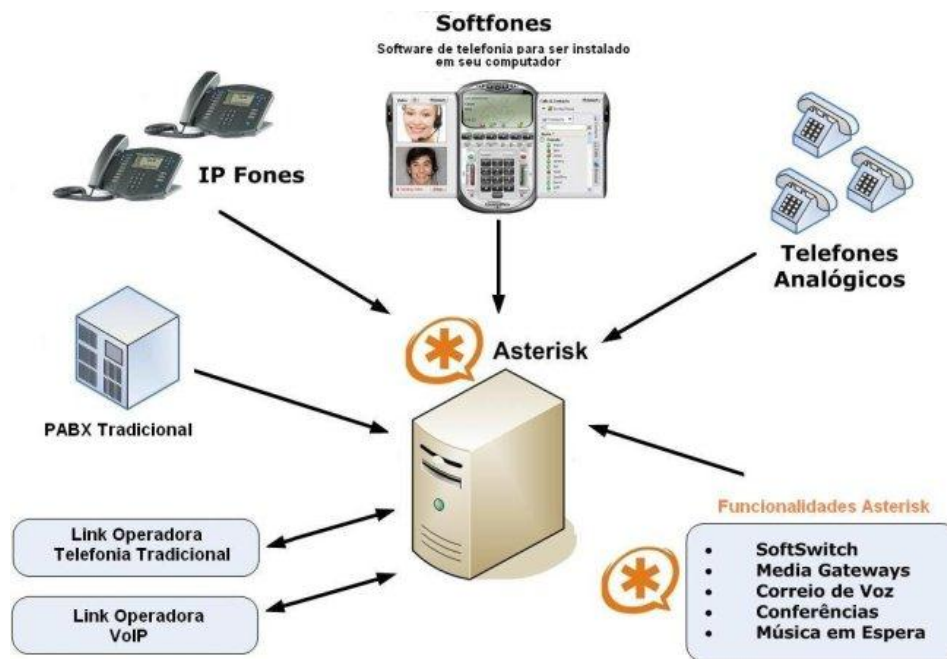 Softfones
Software de telefonia para ser instalado
em seu computador
IP Fones
Telefones
Analógicos
Asterisk
PABX Tradicional
Link Operadora
Telefonia Tradicional
Link Operadora
VoIP
Funcionalidades Asterisk
• SoftSwitch
• Media Gateways
• Correio de Voz
• Conferências
• Música em Espera